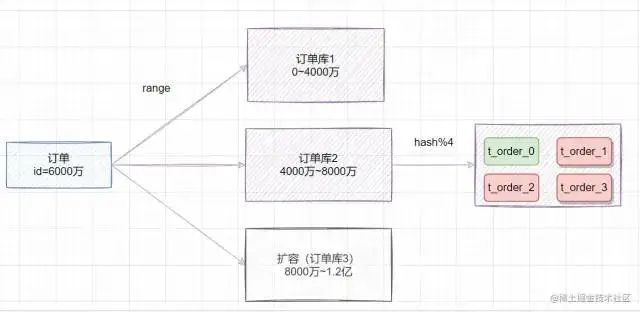 订单库1
0~4000万
range
订单
id=6000万
订单库2
4000万~8000万
hash%4
t_order_0
t_order_1
t_order_2
t_order_3
扩容（订单库3）
8000万~1.2亿
@稀土掘金技术社区